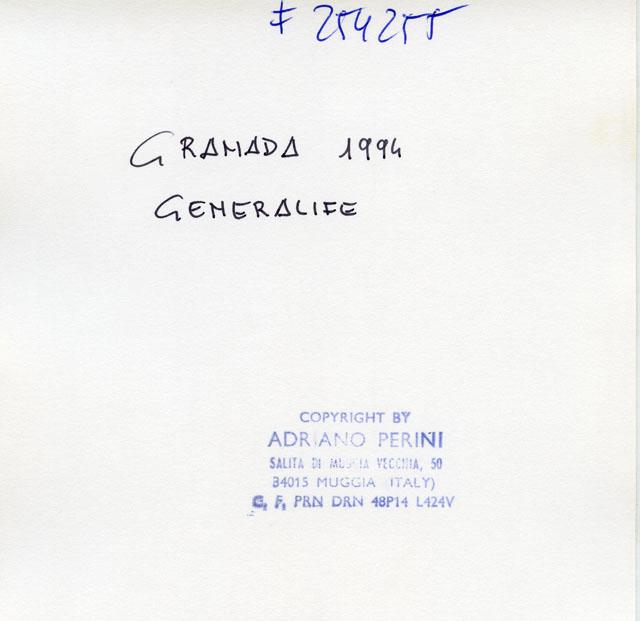 # 254255
GRANADA 1994
GENERALIFE
COPYRIGHT BY
ADRIANO PERINI
SALITA DI MUGGIA VECCHIA, 50
34015 MUGGIA (ITALY)
C. F. PRN DRN 48P14 L424V